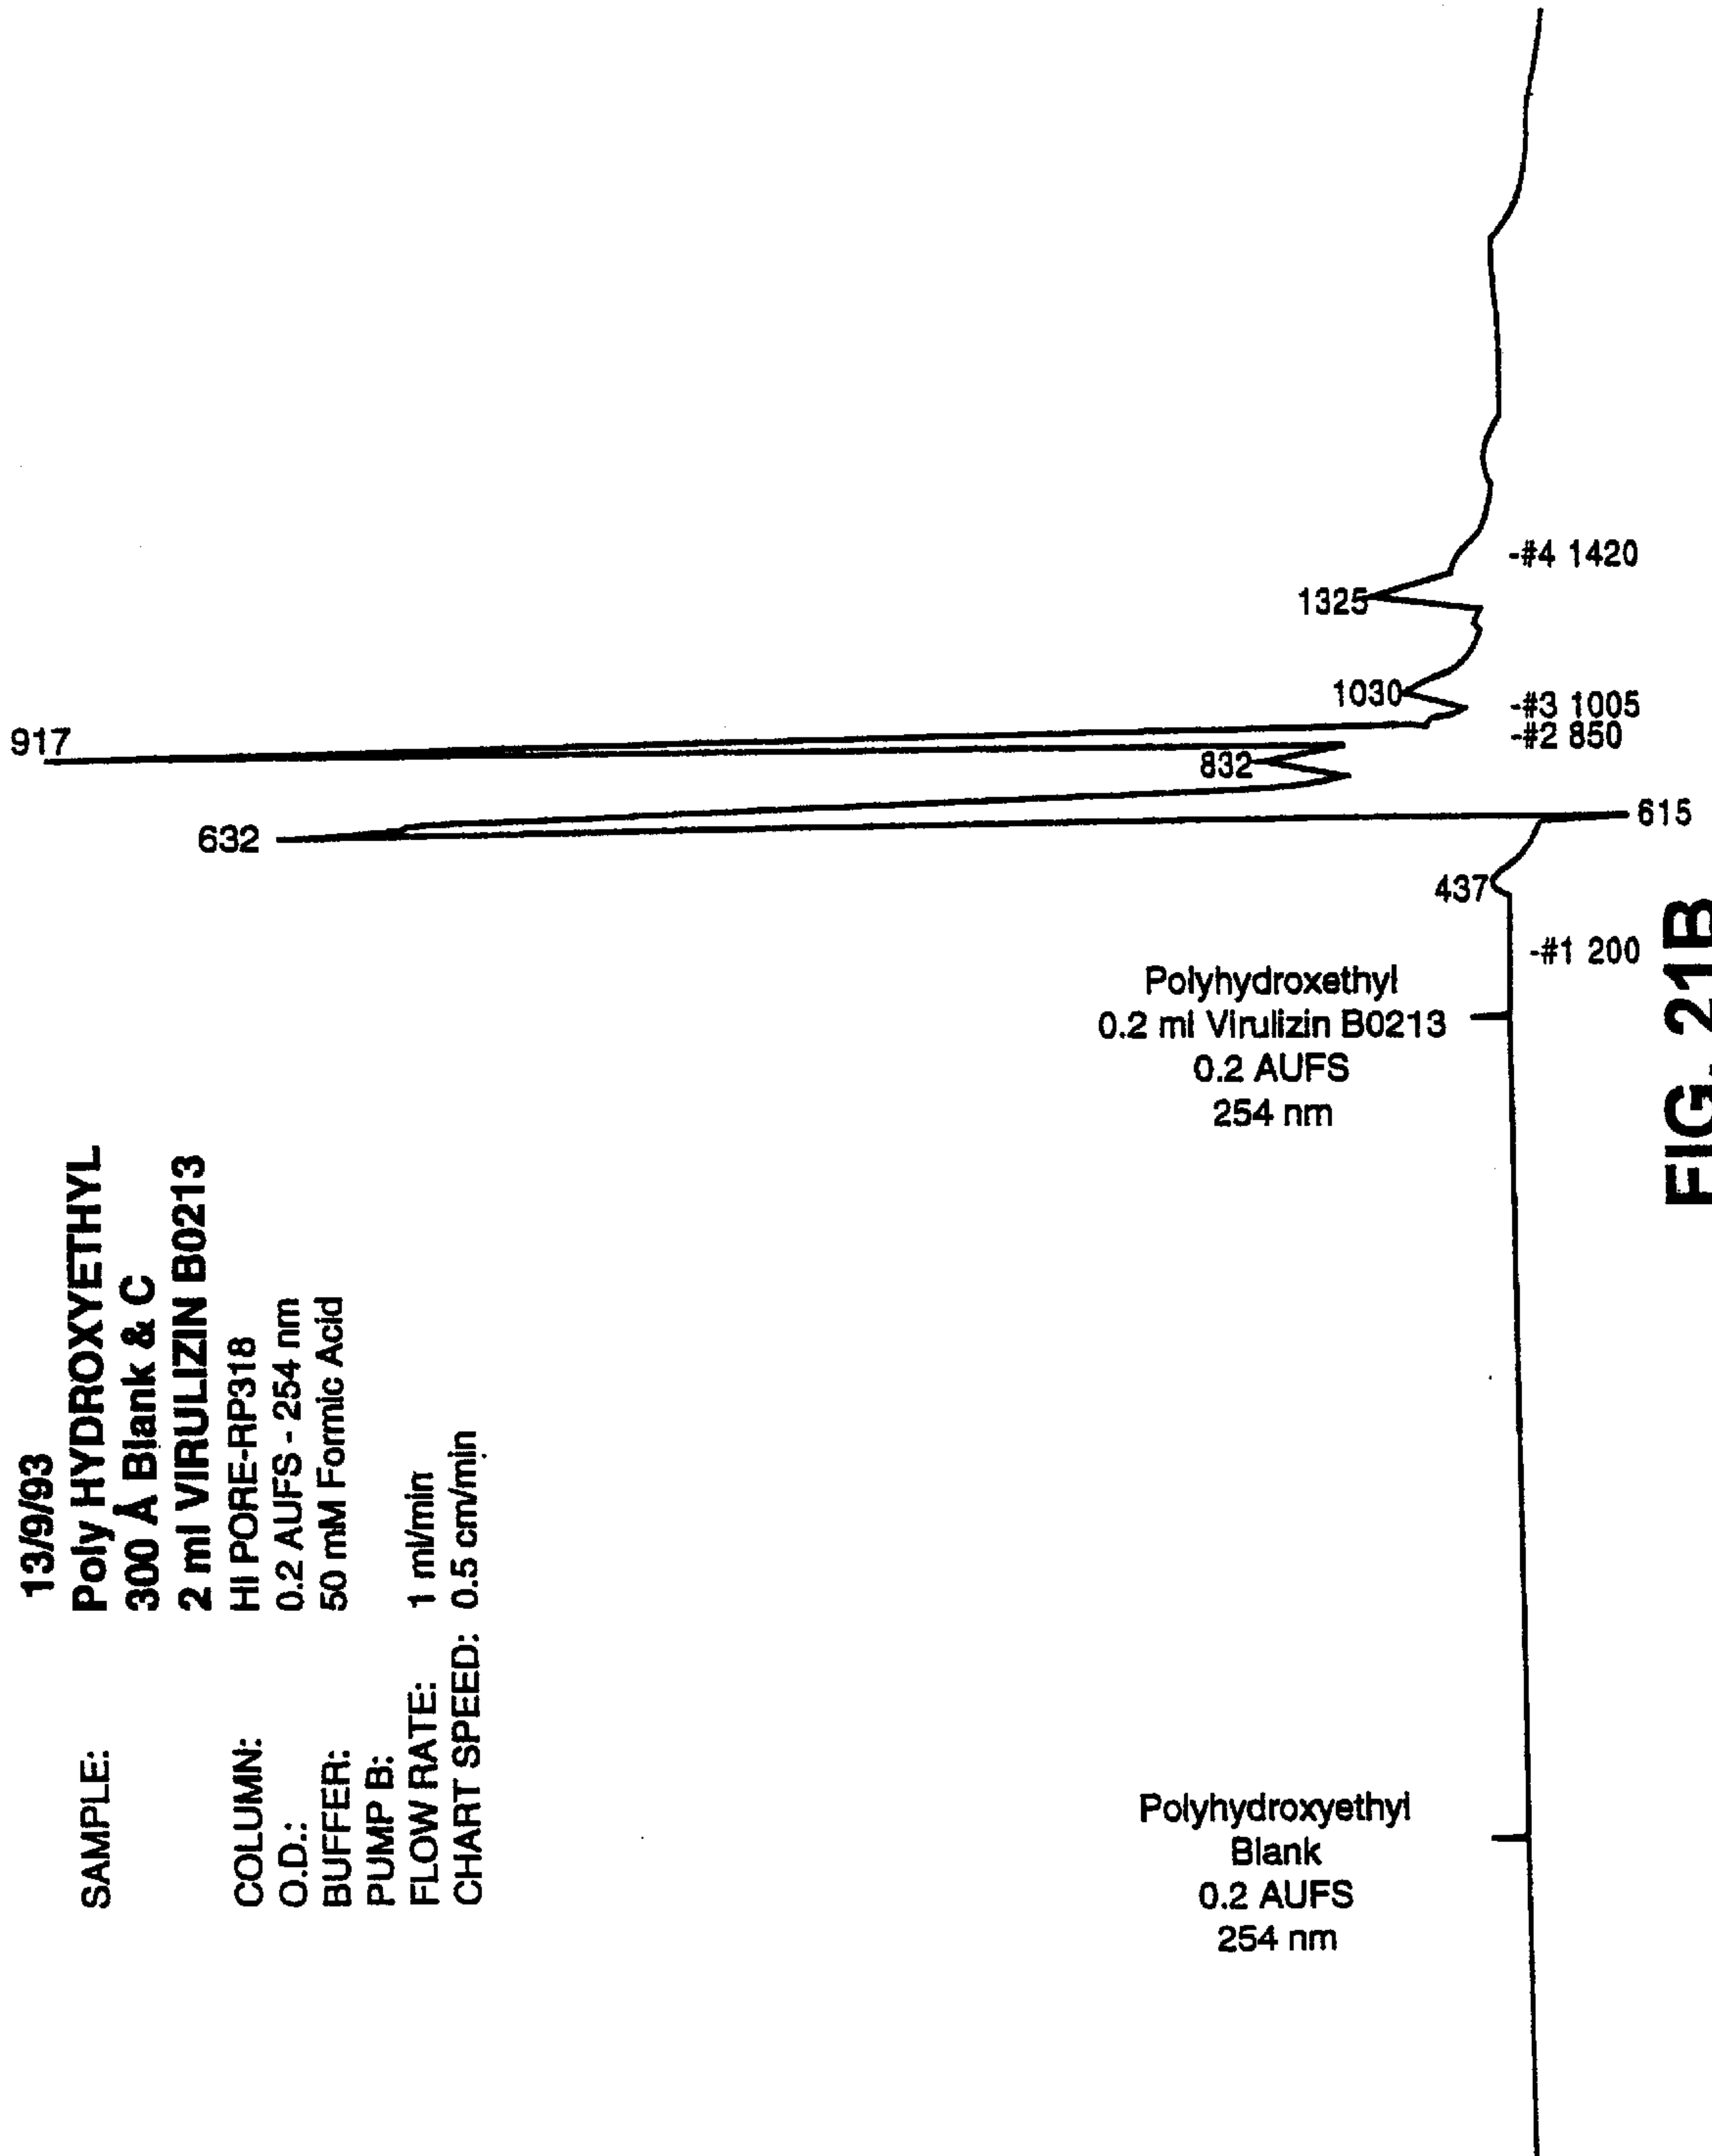 13/9/93
SAMPLE: Poly HYDROXYETHYL
300 Å Blank & C
2 ml VIRULIZIN B0213
COLUMN: HI PORE-RP318
O.D.: 0.2 AUFS - 254 nm
BUFFER: 50 mM Formic Acid
PUMP B:
FLOW RATE: 1 ml/min
CHART SPEED: 0.5 cm/min
-#4 1420
1325
1030
-#3 1005
-#2 850
917
832
615
632
437
-#1 200
Polyhydroxethyl
0.2 ml Virulizin B0213
0.2 AUFS
254 nm
Polyhydroxyethyl
Blank
0.2 AUFS
254 nm
FIG. 21B